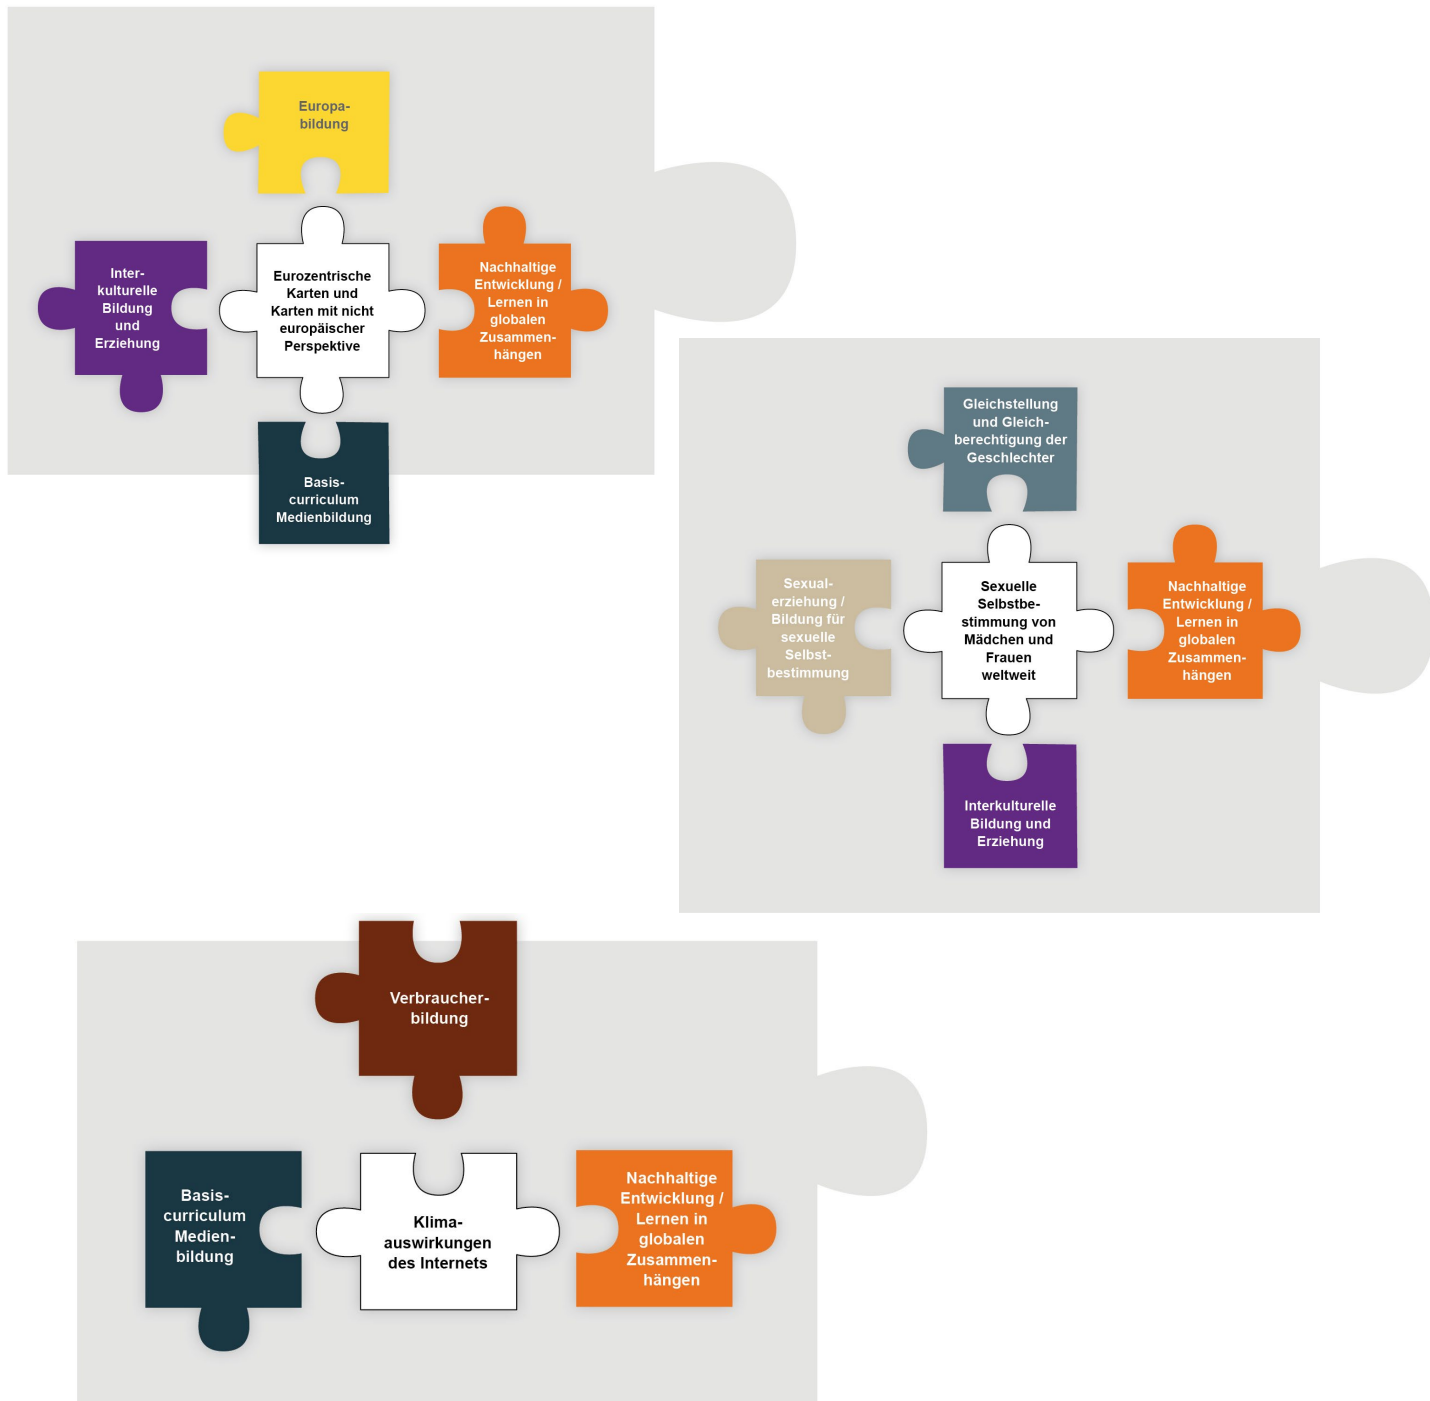 Europa-
bildung
Inter-
kulturelle
Bildung
und
Erziehung
Eurozentrische
Karten und
Karten mit nicht
europäischer
Perspektive
Nachhaltige
Entwicklung /
Lernen in
globalen
Zusammen-
hängen
Basis-
curriculum
Medienbildung
Gleichstellung
und Gleich-
berechtigung der
Geschlechter
Sexual-
erziehung /
Bildung für
sexuelle
Selbst-
bestimmung
Sexuelle
Selbstbe-
stimmung von
Mädchen und
Frauen
weltweit
Nachhaltige
Entwicklung /
Lernen in
globalen
Zusammen-
hängen
Interkulturelle
Bildung und
Erziehung
Verbraucher-
bildung
Basis-
curriculum
Medien-
bildung
Klima-
auswirkungen
des Internets
Nachhaltige
Entwicklung /
Lernen in
globalen
Zusammen-
hängen